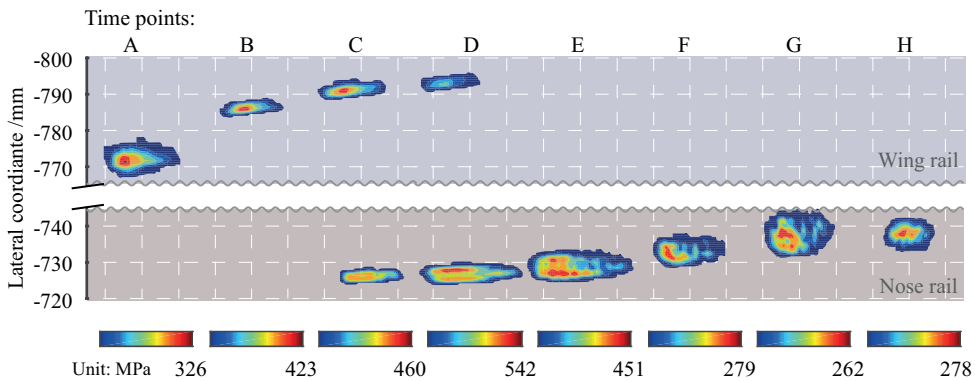 Time points:
A B C D E F G H
Lateral coordiante /mm
-800
-790
-780
-770
Wing rail
-740
-730
-720
Nose rail
Unit: MPa 326 423 460 542 451 279 262 278